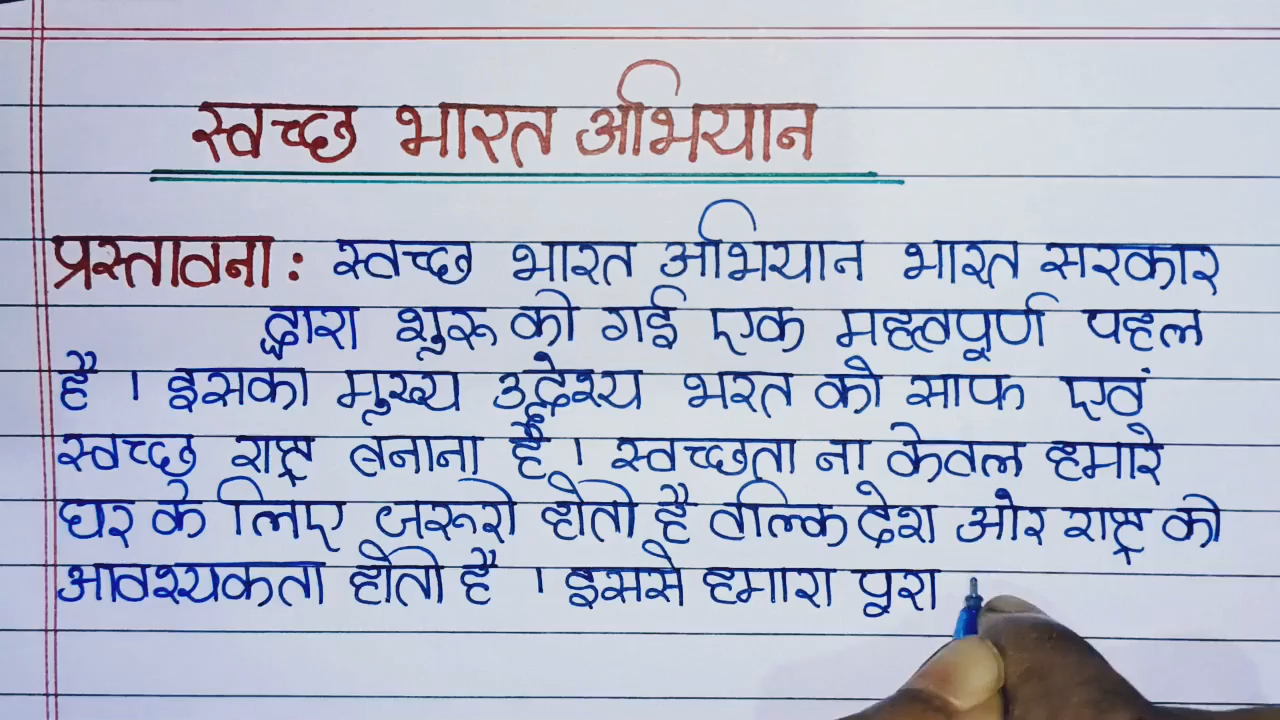 स्वच्छ भारत अभियान
प्रस्तावना : स्वच्छ भारत अभियान भारत सरकार
द्वारा शुरू की गई एक महत्वपूर्ण पहल
है । इसका मुख्य उद्देश्य भरत को साफ एवं
स्वच्छ राष्ट्र बनाना है । स्वच्छता ना केवल हमारे
घर के लिए जरूरी होती है बल्कि देश ओर राष्ट्र की
आवश्यकता होती है । इससे हमारा पूरा